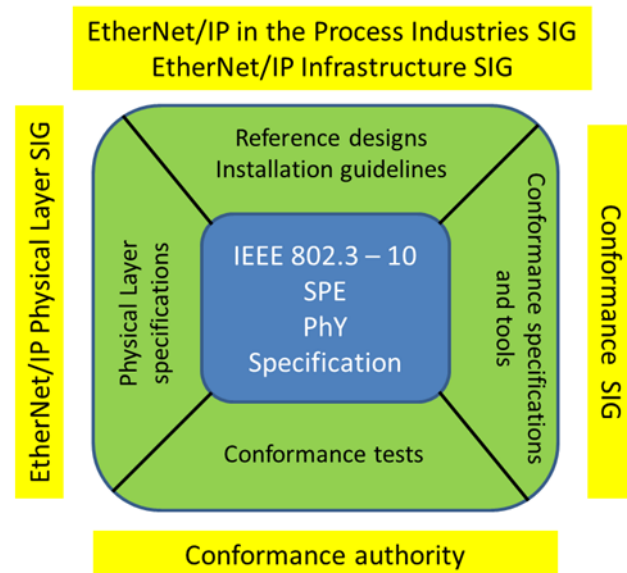 EtherNet/IP in the Process Industries SIG
EtherNet/IP Infrastructure SIG
Reference designs
Installation guidelines
EtherNet/IP Physical Layer SIG
Physical Layer
specifications
IEEE 802.3 – 10
SPE
PhY
Specification
Conformance specifications
and tools
Conformance SIG
Conformance tests
Conformance authority